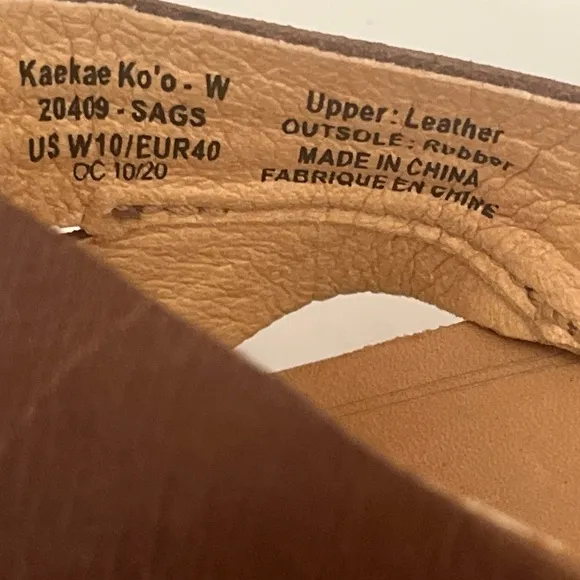 Kaekae Ko'o - W
20409 - SAGS
US W10/EUR40
OC 10/20
Upper: Leather
OUTSOLE: Rubber
MADE IN CHINA
FABRIQUE EN CHINE